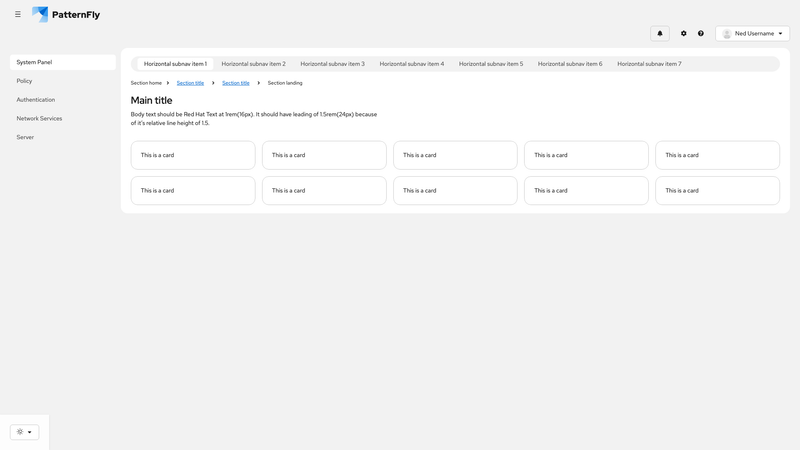 PatternFly
Ned Username
System Panel
Policy
Authentication
Network Services
Server
Horizontal subnav item 1 Horizontal subnav item 2 Horizontal subnav item 3 Horizontal subnav item 4 Horizontal subnav item 5 Horizontal subnav item 6 Horizontal subnav item 7
Section home Section title Section title Section landing
Main title
Body text should be Red Hat Text at 1rem(16px). It should have leading of 1.5rem(24px) because
of it's relative line height of 1.5.
This is a card This is a card This is a card This is a card This is a card
This is a card This is a card This is a card This is a card This is a card